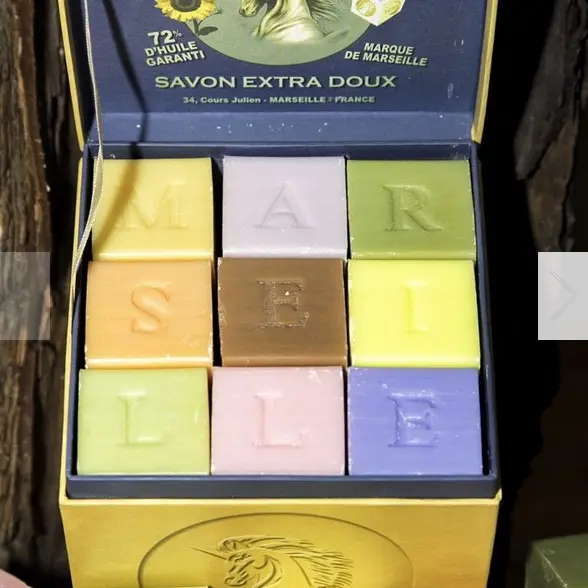 72%
D'HUILE
GARANTI
MARQUE
DE MARSEILLE
SAVON EXTRA DOUX
34, Cours Julien - MARSEILLE - FRANCE
M A R
S E I
L L E